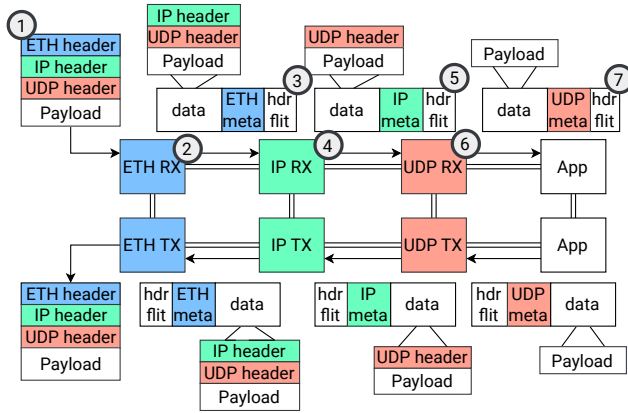 1
ETH header
IP header
UDP header
Payload
IP header
UDP header
Payload
data
ETH
meta
hdr
flit
3
UDP header
Payload
data
IP
meta
hdr
flit
5
Payload
data
UDP
meta
hdr
flit
7
ETH RX
2
IP RX
4
UDP RX
6
App
ETH TX
IP TX
UDP TX
App
ETH header
IP header
UDP header
Payload
hdr
flit
ETH
meta
data
IP header
UDP header
Payload
hdr
flit
IP
meta
data
UDP header
Payload
hdr
flit
UDP
meta
data
Payload